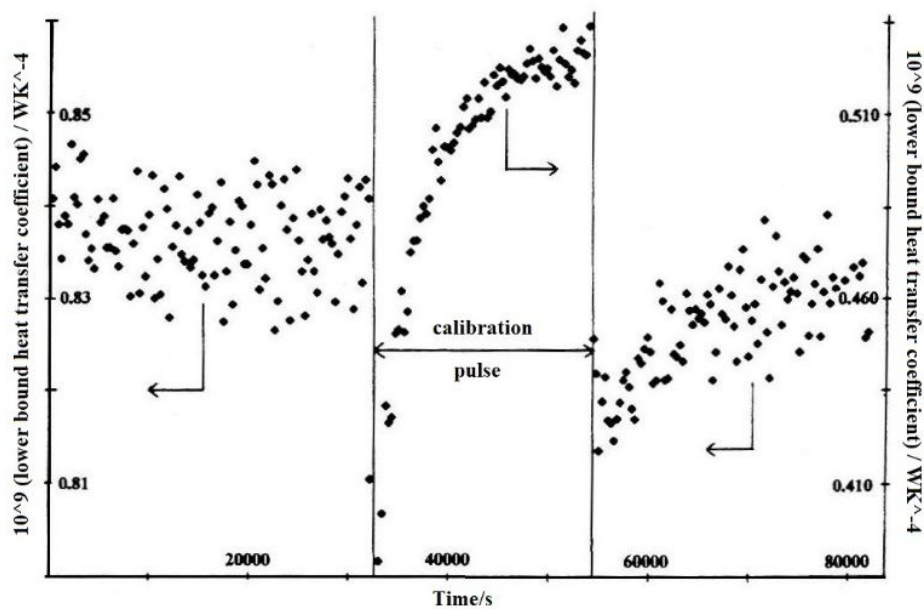 10^9 (lower bound heat transfer coefficient) / WK^-4
0.85
0.83
0.81
calibration
pulse
0.510
0.460
0.410
10^9 (lower bound heat transfer coefficient) / WK^-4
20000
40000
60000
80000
Time/s